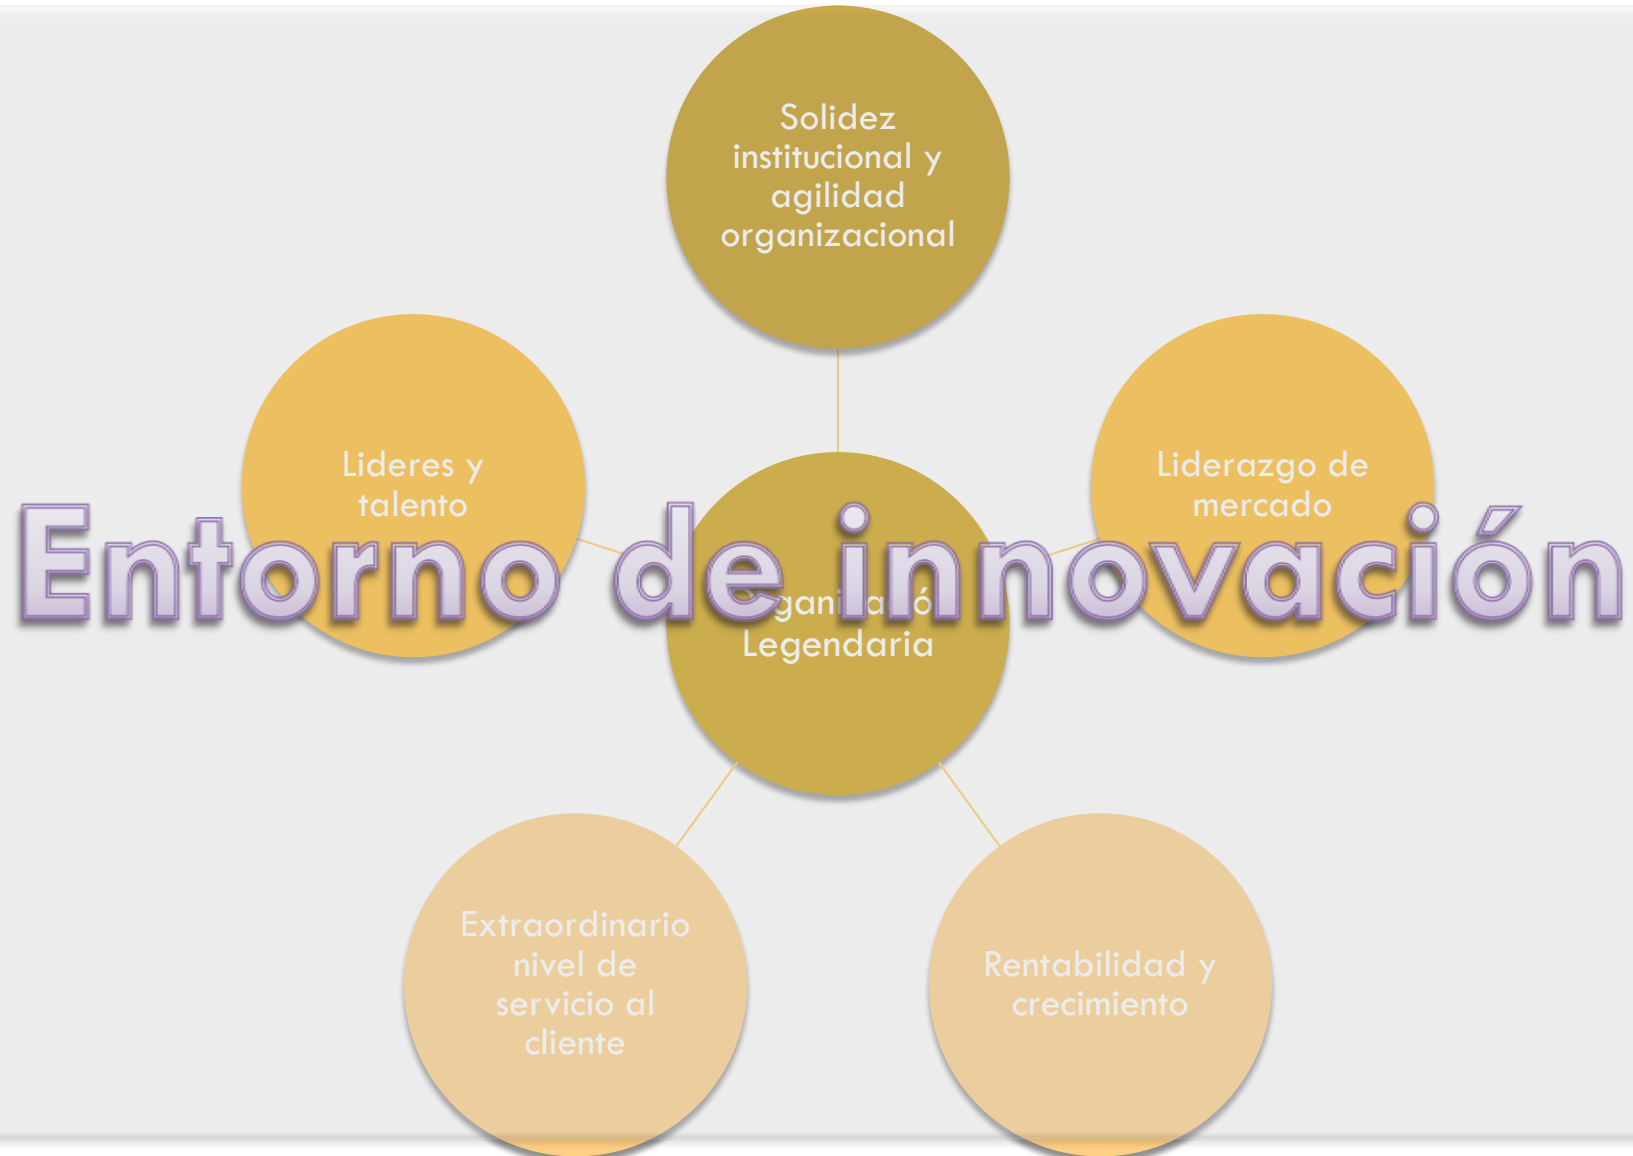 Solidez
institucional y
agilidad
organizacional
Lideres y
talento
Liderazgo de
mercado
Entorno de innovación
Legendaria
Extraordinario
nivel de
servicio al
cliente
Rentabilidad y
crecimiento